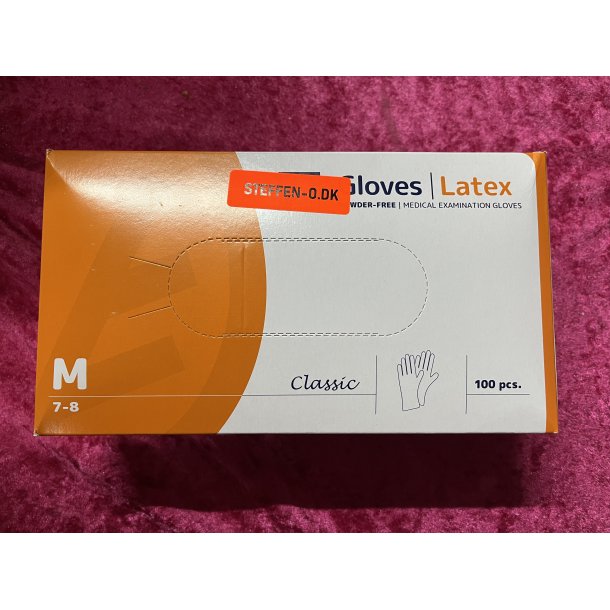 STEFFEN-O.DK
Gloves | Latex
WDER-FREE | MEDICAL EXAMINATION GLOVES
M
7-8
Classic
100 pcs.